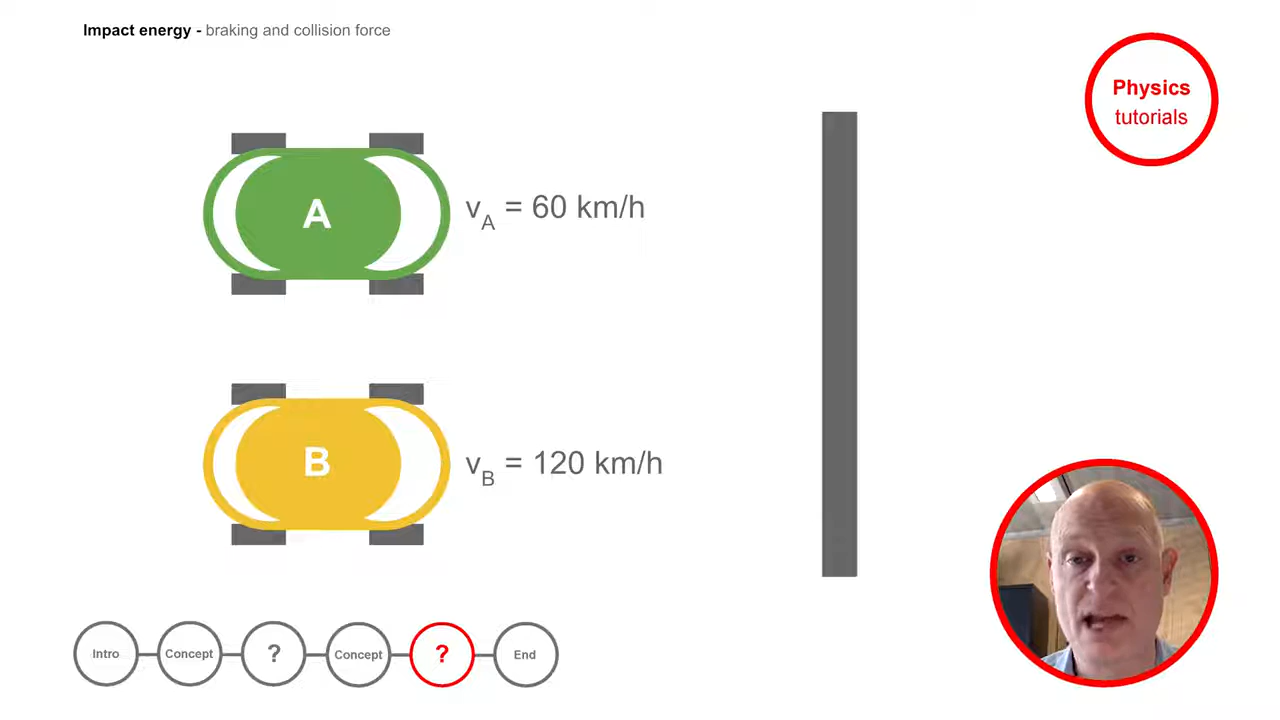 Impact energy - braking and collision force
Physics
tutorials
A
vA = 60 km/h
B
vB = 120 km/h
Intro
Concept
?
Concept
?
End